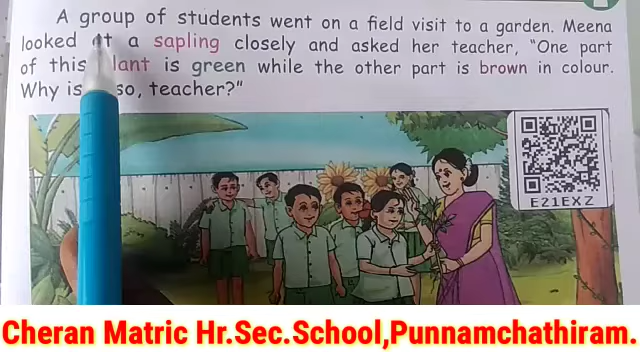 A group of students went on a field visit to a garden. Meena
looked at a sapling closely and asked her teacher, "One part
of this lant is green while the other part is brown in colour.
Why is so, teacher?"
E21EXZ
Cheran Matric Hr.Sec.School,Punnamchathiram.